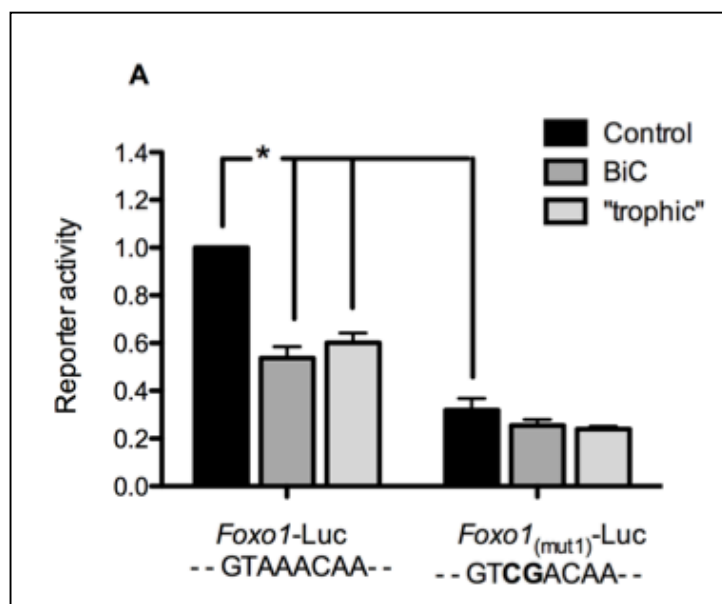 A
Control
BiC
"trophic"
*
1.4
1.2
1.0
0.8
0.6
0.4
0.2
0.0
Reporter activity
Foxo1-Luc
Foxo1(mut1)-Luc
--GTAAACAA--
--GTCGACAA--